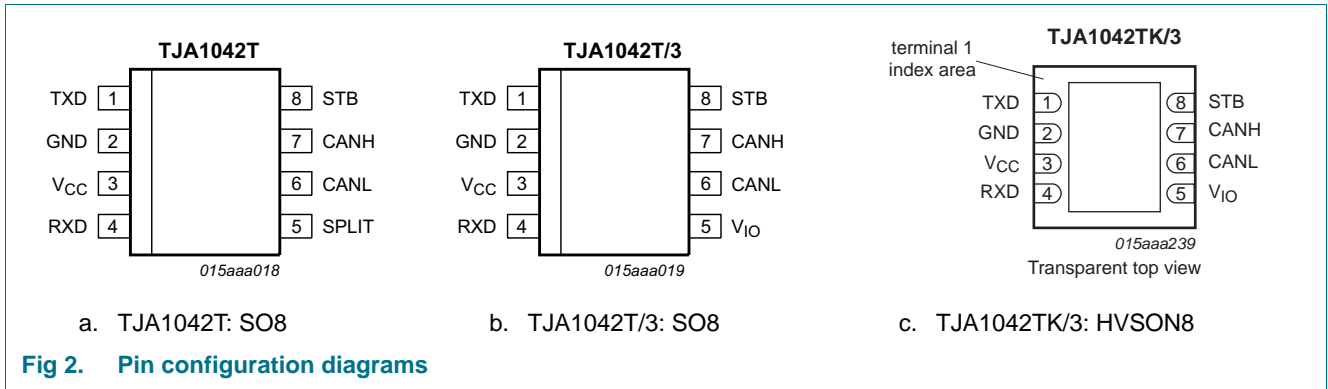 TJA1042T
TXD 1
GND 2
VCC 3
RXD 4
8 STB
7 CANH
6 CANL
5 SPLIT
015aaa018
a. TJA1042T: SO8
TJA1042T/3
TXD 1
GND 2
VCC 3
RXD 4
8 STB
7 CANH
6 CANL
5 VIO
015aaa019
b. TJA1042T/3: SO8
TJA1042TK/3
terminal 1
index area
TXD 1
GND 2
VCC 3
RXD 4
8 STB
7 CANH
6 CANL
5 VIO
015aaa239
Transparent top view
c. TJA1042TK/3: HVSON8
Fig 2. Pin configuration diagrams